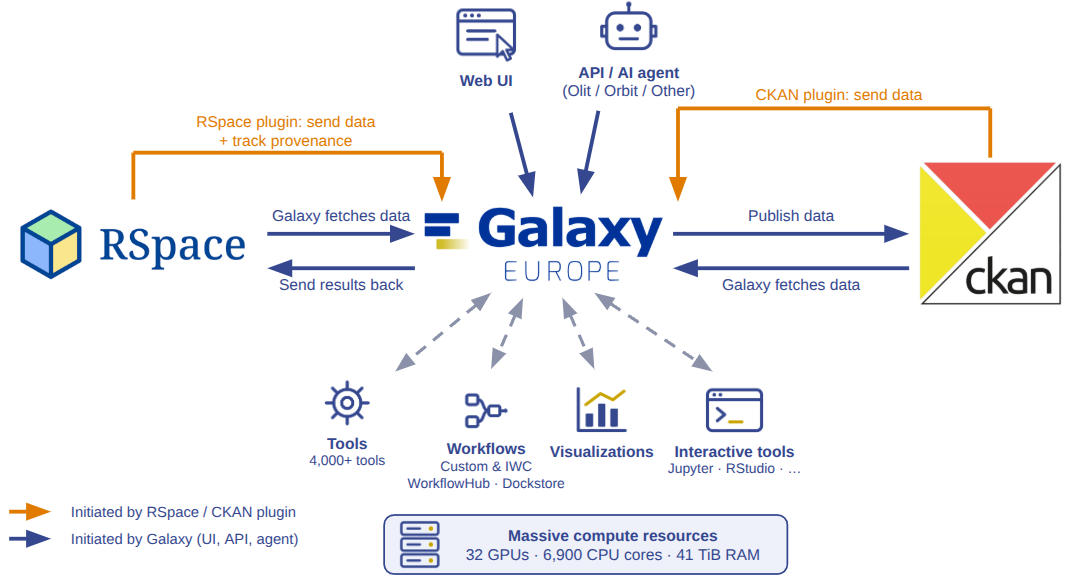 Web UI
API / AI agent
(Olit / Orbit / Other)
CKAN plugin: send data
RSpace plugin: send data
+ track provenance
RSpace
Galaxy fetches data
Send results back
Galaxy
EUROPE
Publish data
Galaxy fetches data
ckan
Tools
4,000+ tools
Workflows
Custom & IWC
WorkflowHub · Dockstore
Visualizations
Interactive tools
Jupyter · RStudio · …
Initiated by RSpace / CKAN plugin
Initiated by Galaxy (UI, API, agent)
Massive compute resources
32 GPUs · 6,900 CPU cores · 41 TiB RAM